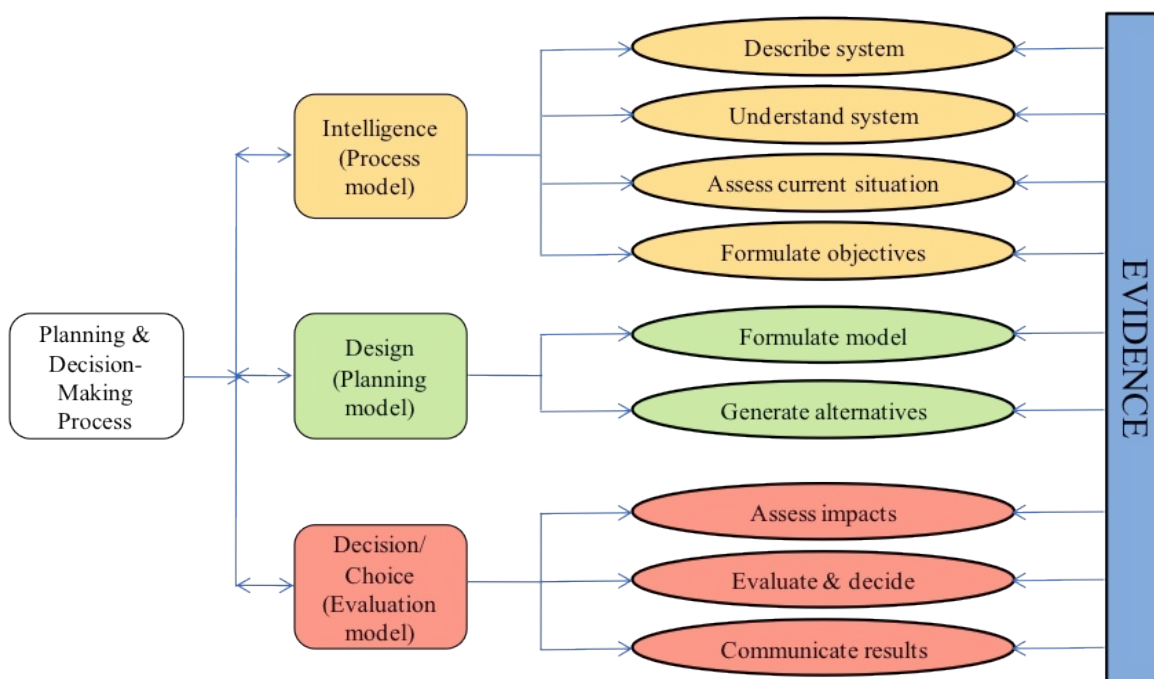 Planning &
Decision-
Making
Process
Intelligence
(Process
model)
Describe system
Understand system
Assess current situation
Formulate objectives
Design
(Planning
model)
Formulate model
Generate alternatives
Decision/
Choice
(Evaluation
model)
Assess impacts
Evaluate & decide
Communicate results
EVIDENCE